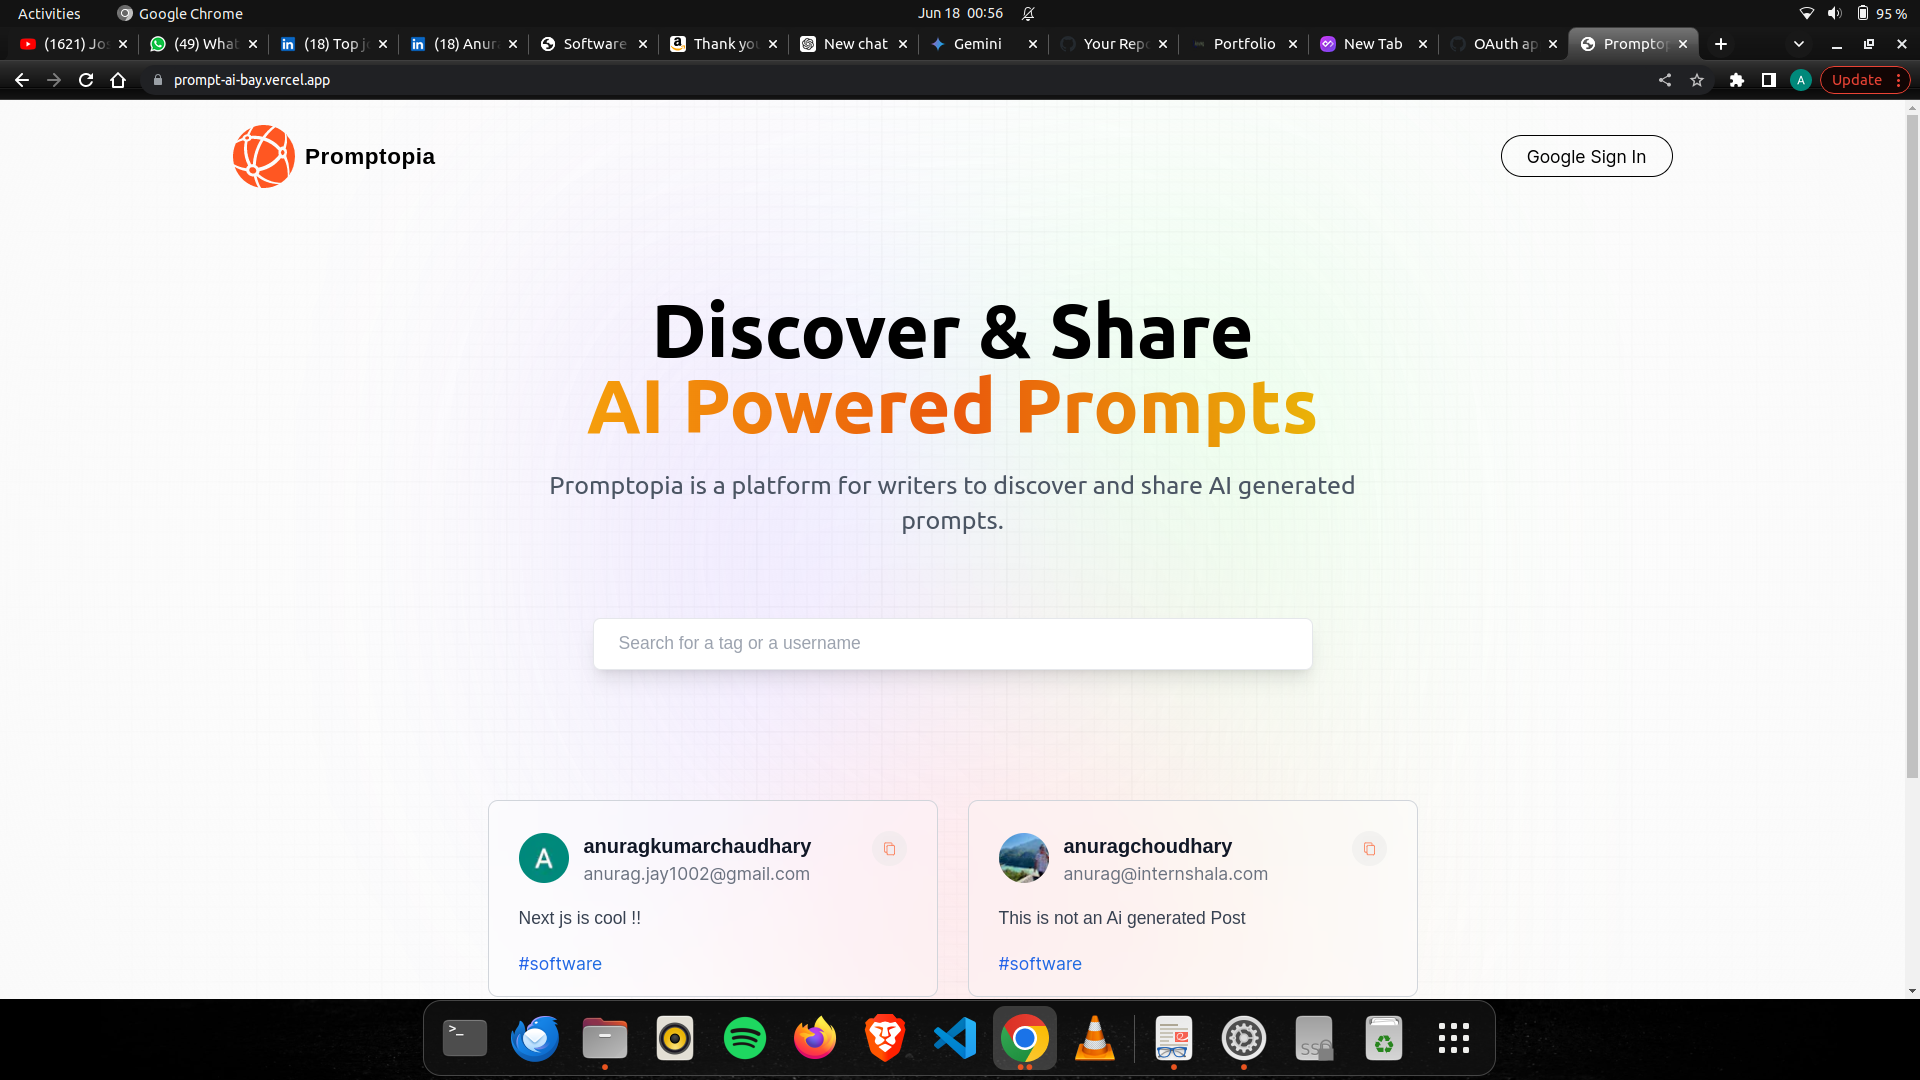 Activities
Google Chrome
Jun 18 00:56
95 %
(1621) Jos
(49) What
(18) Top j
(18) Anur
Software
Thank you
New chat
Gemini
Your Repo
Portfolio
New Tab
OAuth ap
Promptop
prompt-ai-bay.vercel.app
A
Update
Promptopia
Google Sign In
Discover & Share
AI Powered Prompts
Promptopia is a platform for writers to discover and share AI generated
prompts.
Search for a tag or a username
A
anuragkumarchaudhary
anurag.jay1002@gmail.com
Next js is cool !!
#software
anuragchoudhary
anurag@internshala.com
This is not an Ai generated Post
#software
>_
SS